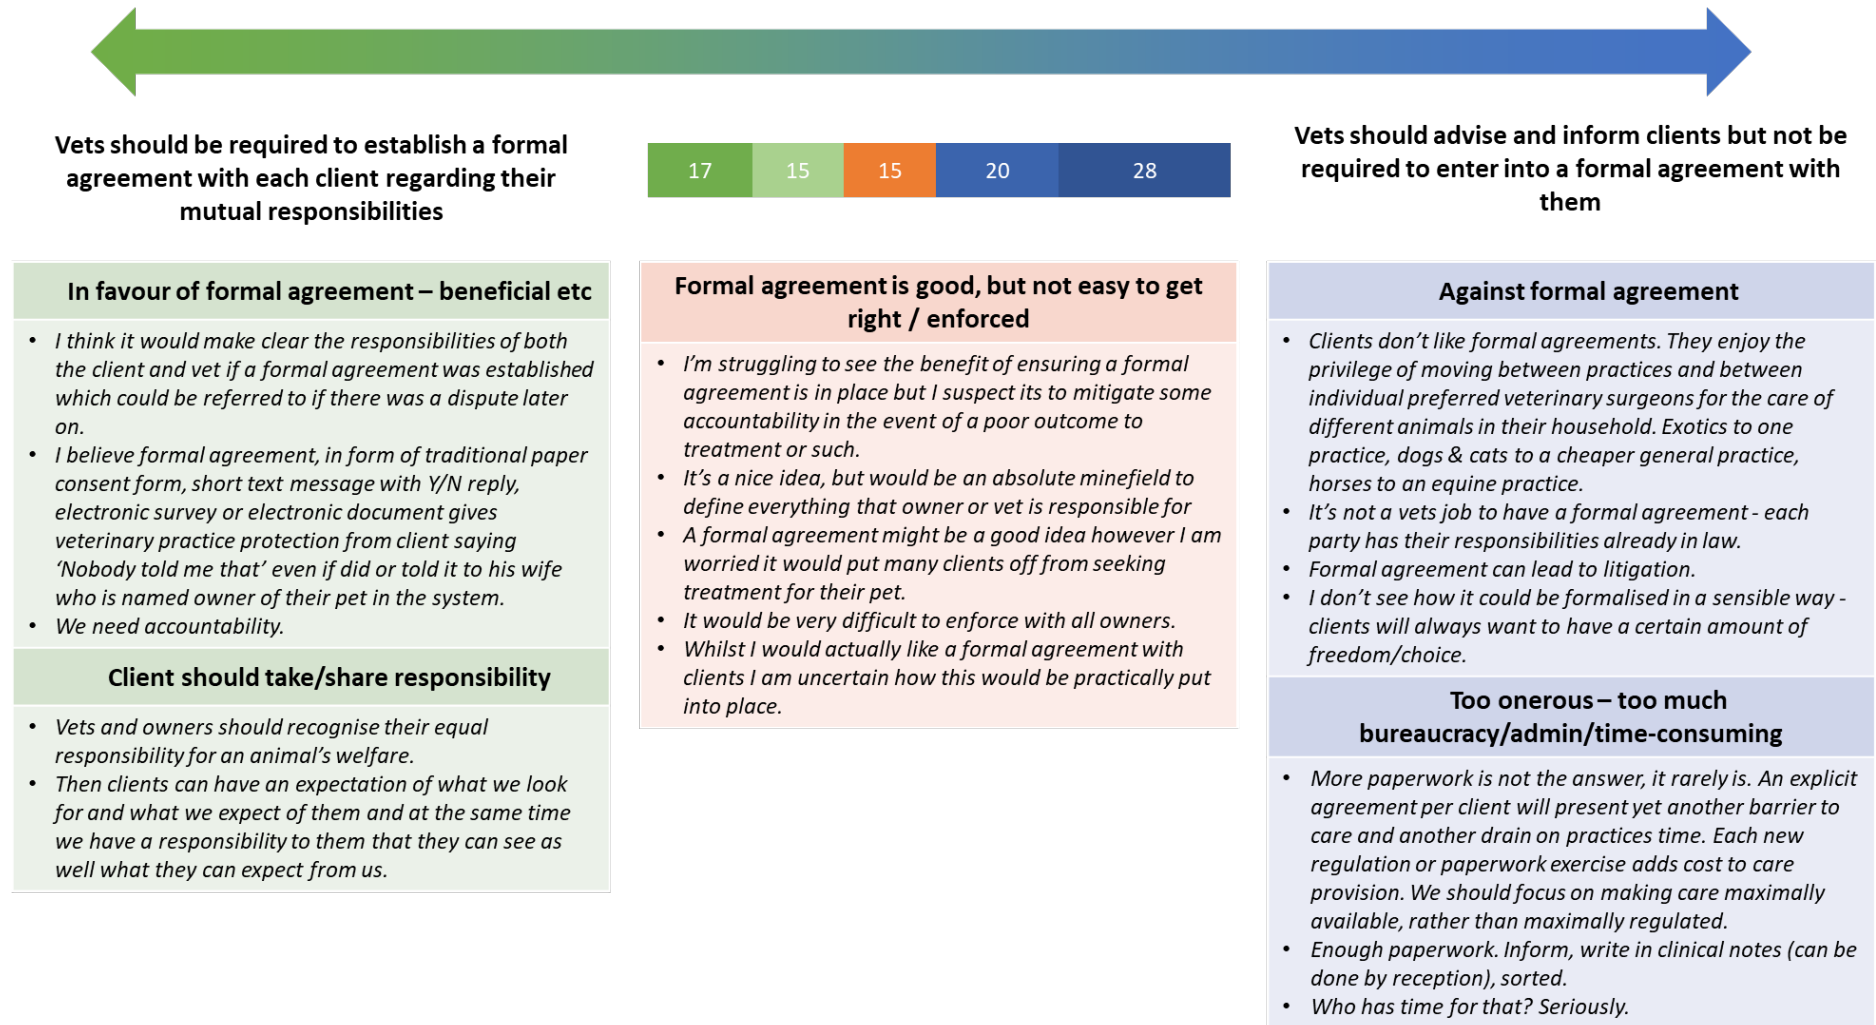 Vets should be required to establish a formal
agreement with each client regarding their
mutual responsibilities
17 15 15 20 28
Vets should advise and inform clients but not be
required to enter into a formal agreement with
them
In favour of formal agreement – beneficial etc
• I think it would make clear the responsibilities of both
the client and vet if a formal agreement was established
which could be referred to if there was a dispute later
on.
• I believe formal agreement, in form of traditional paper
consent form, short text message with Y/N reply,
electronic survey or electronic document gives
veterinary practice protection from client saying
‘Nobody told me that’ even if did or told it to his wife
who is named owner of their pet in the system.
• We need accountability.
Client should take/share responsibility
• Vets and owners should recognise their equal
responsibility for an animal’s welfare.
• Then clients can have an expectation of what we look
for and what we expect of them and at the same time
we have a responsibility to them that they can see as
well what they can expect from us.
Formal agreement is good, but not easy to get
right / enforced
• I’m struggling to see the benefit of ensuring a formal
agreement is in place but I suspect its to mitigate some
accountability in the event of a poor outcome to
treatment or such.
• It’s a nice idea, but would be an absolute minefield to
define everything that owner or vet is responsible for
• A formal agreement might be a good idea however I am
worried it would put many clients off from seeking
treatment for their pet.
• It would be very difficult to enforce with all owners.
• Whilst I would actually like a formal agreement with
clients I am uncertain how this would be practically put
into place.
Against formal agreement
• Clients don’t like formal agreements. They enjoy the
privilege of moving between practices and between
individual preferred veterinary surgeons for the care of
different animals in their household. Exotics to one
practice, dogs & cats to a cheaper general practice,
horses to an equine practice.
• It’s not a vets job to have a formal agreement - each
party has their responsibilities already in law.
• Formal agreement can lead to litigation.
• I don’t see how it could be formalised in a sensible way -
clients will always want to have a certain amount of
freedom/choice.
Too onerous – too much
bureaucracy/admin/time-consuming
• More paperwork is not the answer, it rarely is. An explicit
agreement per client will present yet another barrier to
care and another drain on practices time. Each new
regulation or paperwork exercise adds cost to care
provision. We should focus on making care maximally
available, rather than maximally regulated.
• Enough paperwork. Inform, write in clinical notes (can be
done by reception), sorted.
• Who has time for that? Seriously.